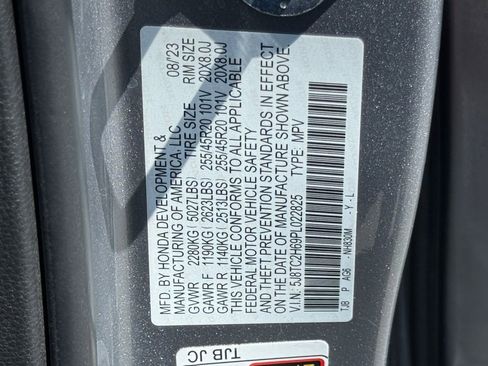 MFD. BY HONDA DEVELOPMENT & 08/23
MANUFACTURING OF AMERICA, LLC
TIRE SIZE RIM SIZE
GVWR 2280KG 5027LBS
GAWR F 1190KG 2623LBS 255/45R20 101V 20X8.0J
GAWR R 1140KG 2513LBS 255/45R20 101V 20X8.0J
THIS VEHICLE CONFORMS TO ALL APPLICABLE
FEDERAL MOTOR VEHICLE SAFETY, BUMPER,
AND THEFT PREVENTION STANDARDS IN EFFECT
ON THE DATE OF MANUFACTURE SHOWN ABOVE.
V.I.N. 5J8TC2H69PL022825 TYPE: MPV
TJB P AG6 NH830M -Y-L
TJB JC